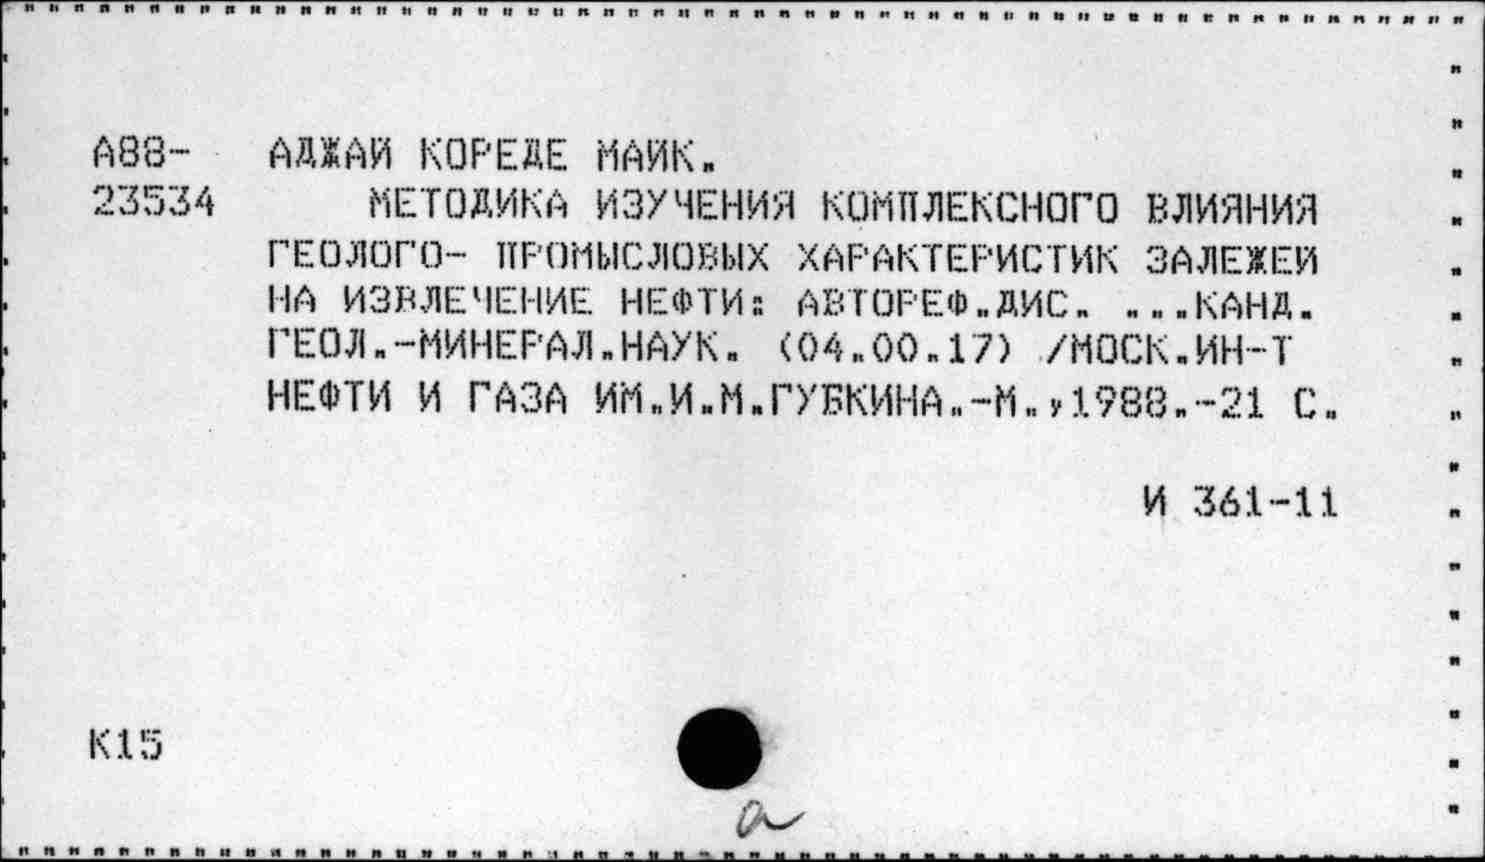 А88- АДЖАЙ КОРЕДЕ МАЙК.
23534 МЕТОДИКА ИЗУЧЕНИЯ КОМПЛЕКСНОГО ВЛИЯНИЯ
ГЕОЛОГО- ПРОМЫСЛОВЫХ ХАРАКТЕРИСТИК ЗАЛЕЖЕЙ
НА ИЗВЛЕЧЕНИЕ НЕФТИ: АВТОРЕФ.ДИС. ...КАНД.
ГЕОЛ.-МИНЕРАЛ.НАУК. (04.00.17) /МОСК.ИН-Т
НЕФТИ И ГАЗА ИМ.И.М.ГУБКИНА.-М.,1988.-21 С.
И 361-11
К15
а